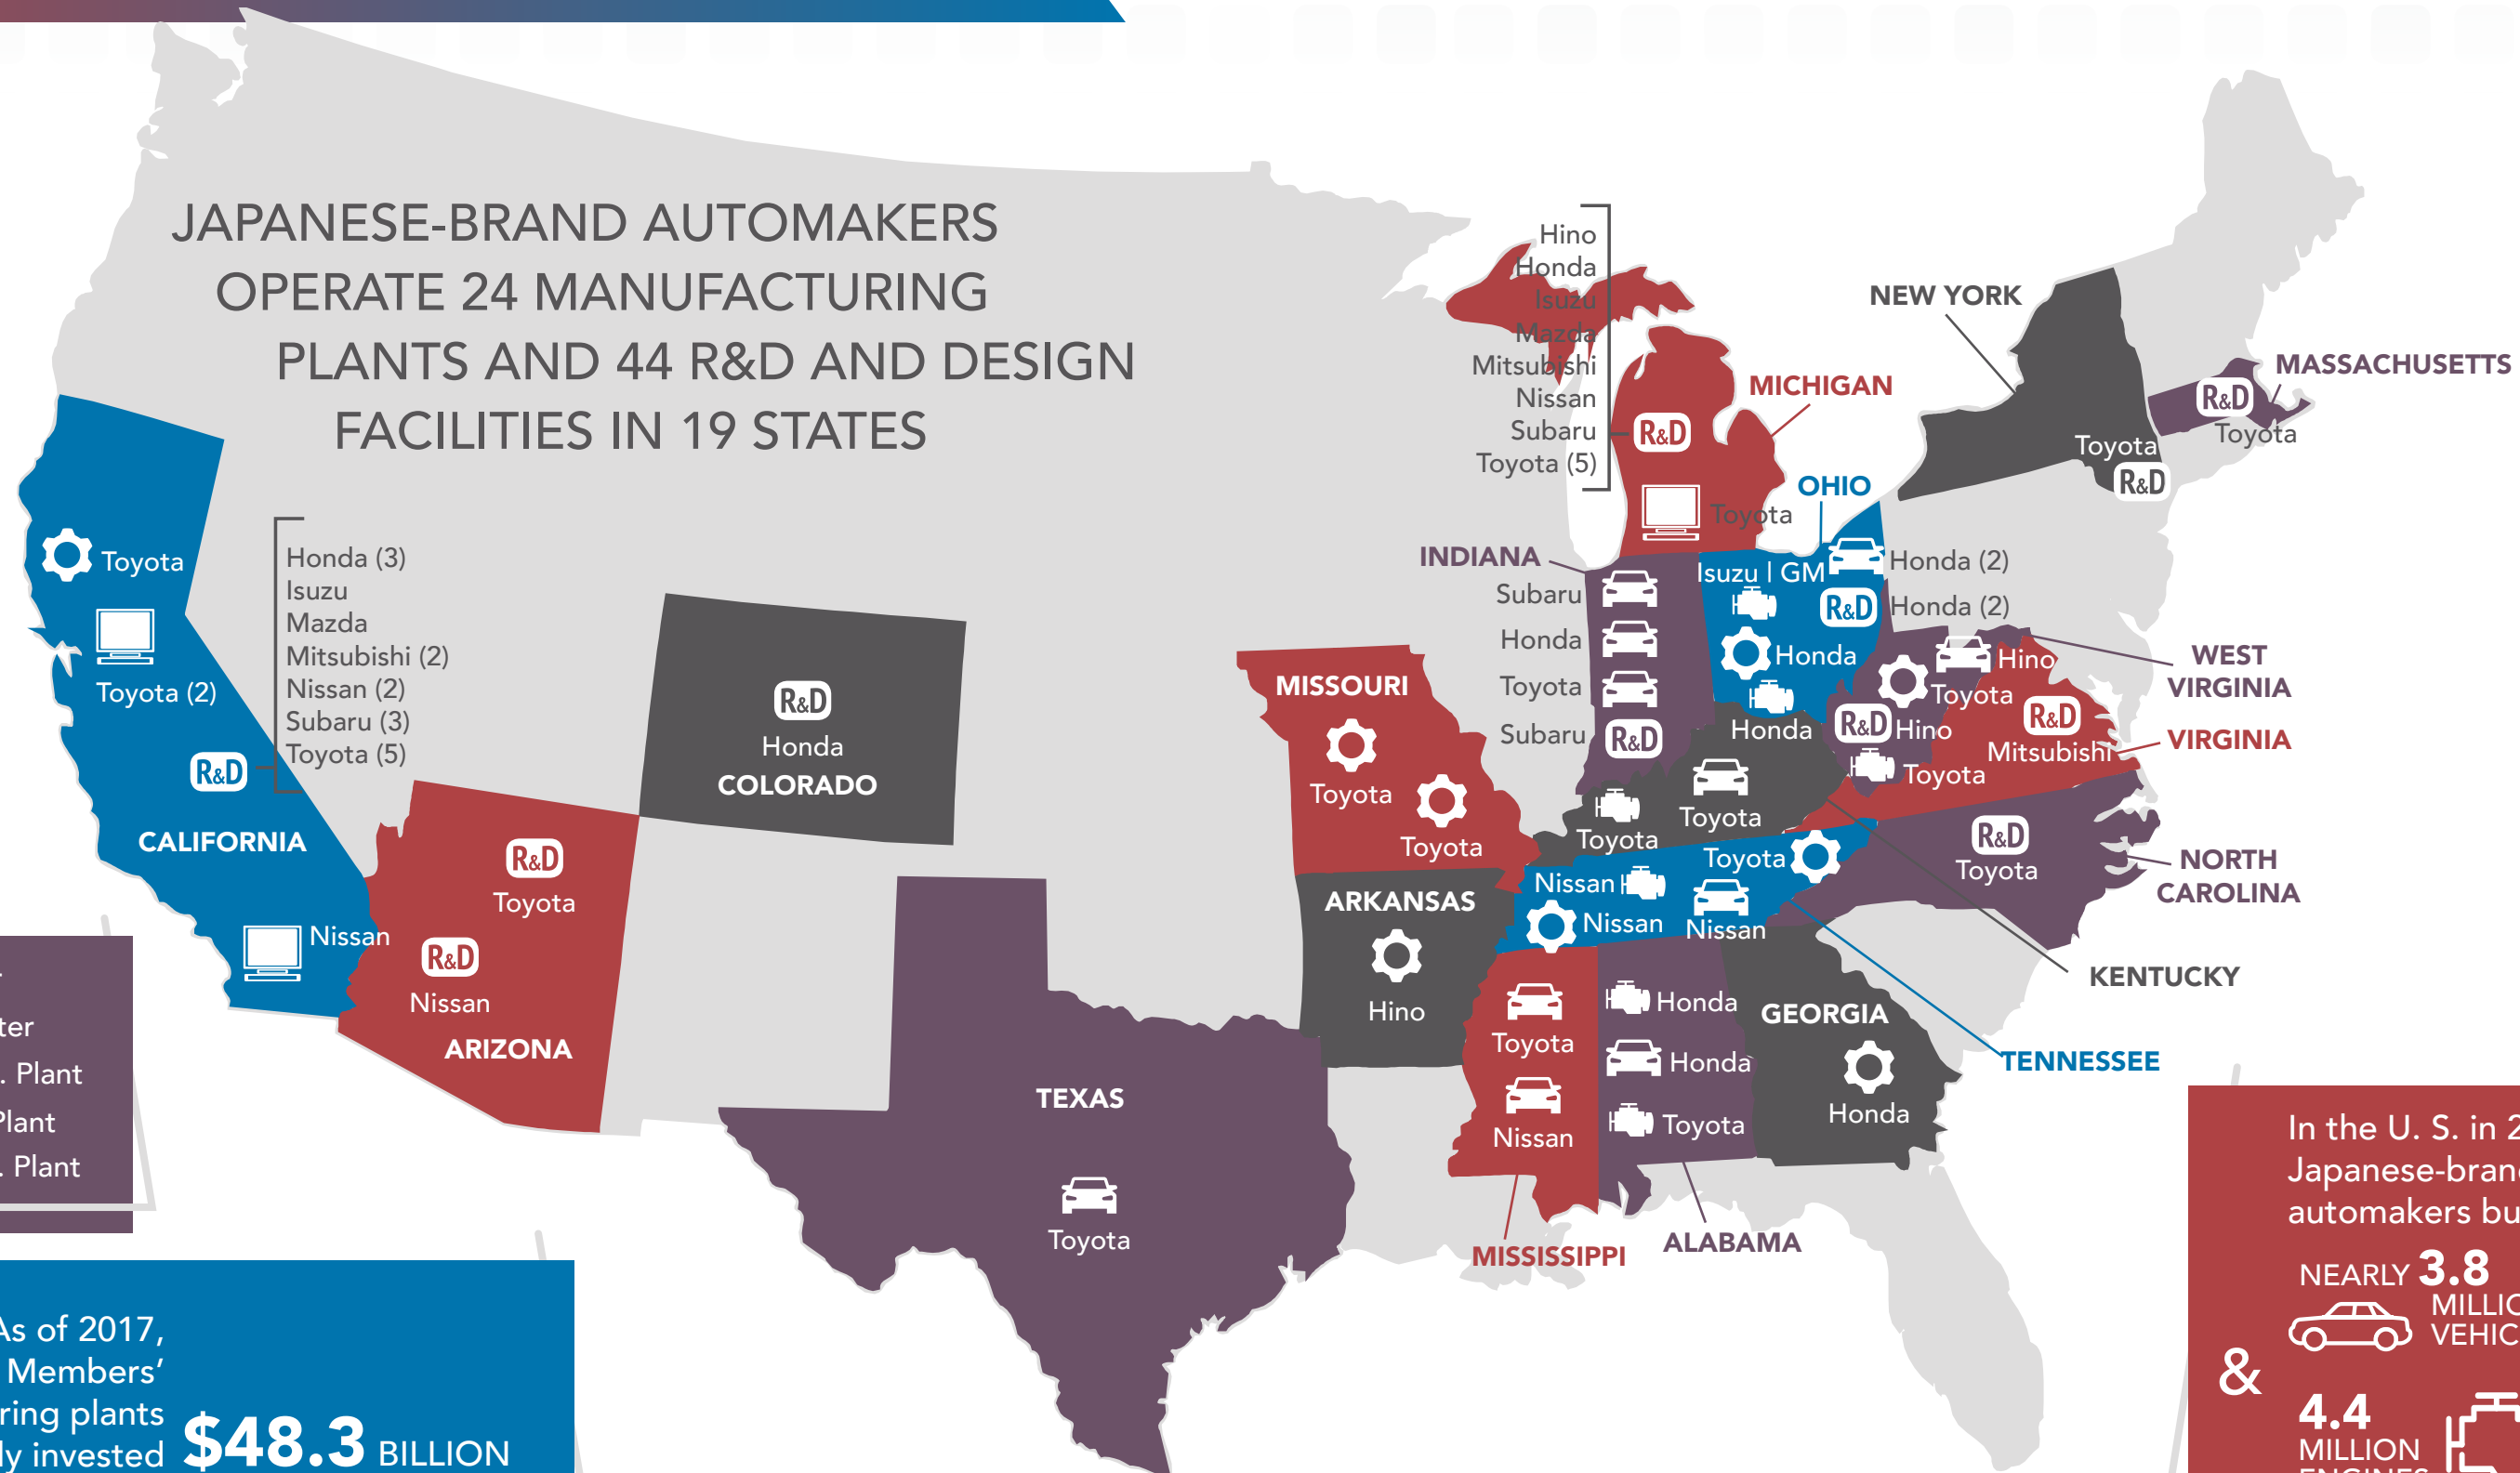 JAPANESE-BRAND AUTOMAKERS
OPERATE 24 MANUFACTURING
PLANTS AND 44 R&D AND DESIGN
FACILITIES IN 19 STATES
Toyota
Toyota (2)
Honda (3)
Isuzu
Mazda
Mitsubishi (2)
Nissan (2)
Subaru (3)
Toyota (5)
R&D
CALIFORNIA
Nissan
R&D
Toyota
R&D
Nissan
ARIZONA
R&D
Honda
COLORADO
TEXAS
Toyota
MISSOURI
Toyota
Toyota
ARKANSAS
Hino
Hino
Honda
Isuzu
Mazda
Mitsubishi
Nissan
Subaru
Toyota (5)
R&D
MICHIGAN
Toyota
INDIANA
Subaru
Honda
Toyota
Subaru
R&D
OHIO
Isuzu | GM
Honda (2)
R&D
Honda (2)
Honda
Honda
NEW YORK
Toyota
R&D
MASSACHUSETTS
R&D
Toyota
WEST
VIRGINIA
Hino
Toyota
R&D
Hino
Toyota
VIRGINIA
R&D
Mitsubishi
Toyota
Toyota
KENTUCKY
Toyota
Nissan
Nissan
Nissan
TENNESSEE
R&D
Toyota
NORTH
CAROLINA
Toyota
Nissan
MISSISSIPPI
Honda
Honda
Toyota
ALABAMA
GEORGIA
Honda
. Plant
Plant
. Plant
As of 2017,
Members’
plants
invested
$48.3 BILLION
In the U. S. in
Japanese-brand
automakers
NEARLY 3.8
&
4.4
MILLION